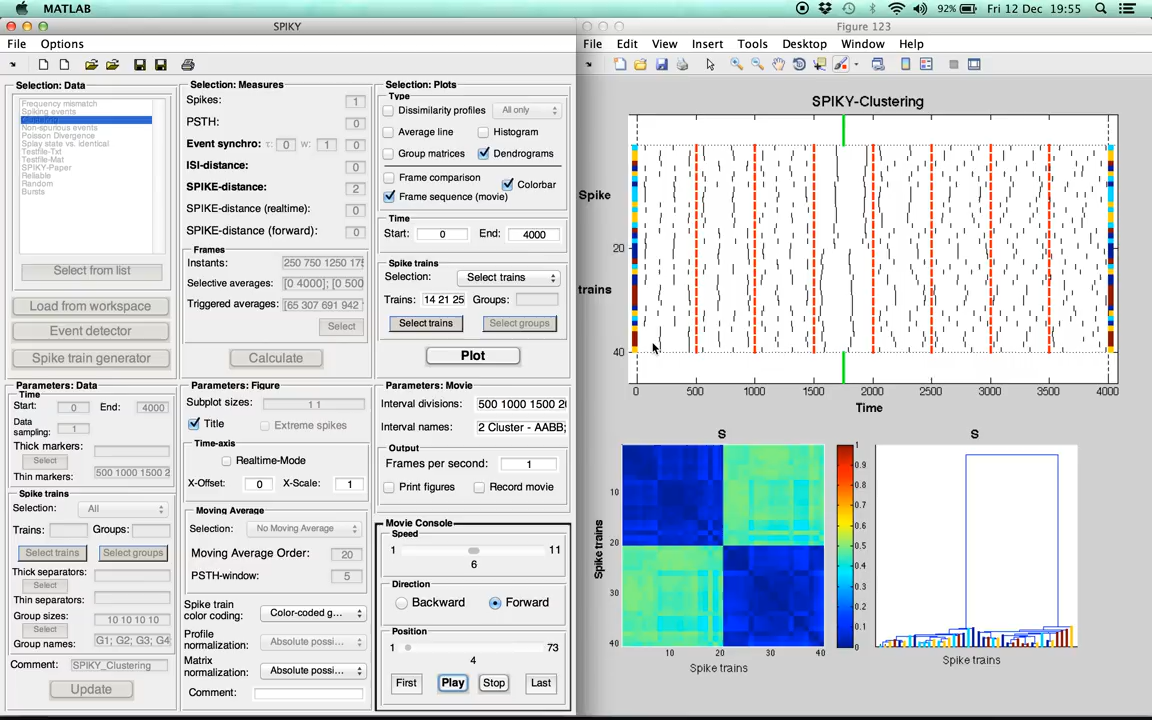 MATLAB
92% Fri 12 Dec 19:55
SPIKY
File Options
Selection: Data
Frequency mismatch
Spiking events
Clustering
Non-spurious events
Poisson Divergence
Splay state vs. identical
Testfile-Txt
Testfile-Mat
SPIKY-Paper
Reliable
Random
Bursts
Select from list
Load from workspace
Event detector
Spike train generator
Selection: Measures
Spikes: 1
PSTH: 0
Event synchro: τ: 0 w: 1 0
ISI-distance: 0
SPIKE-distance: 2
SPIKE-distance (realtime): 0
SPIKE-distance (forward): 0
Frames
Instants: 250 750 1250 175
Selective averages: [0 4000]; [0 500
Triggered averages: [65 307 691 942
Select
Calculate
Selection: Plots
Type
Dissimilarity profiles All only
Average line Histogram
Group matrices Dendrograms
Frame comparison Colorbar
Frame sequence (movie)
Time
Start: 0 End: 4000
Spike trains
Selection: Select trains
Trains: 14 21 25 Groups:
Select trains Select groups
Plot
Parameters: Data
Time
Start: 0 End: 4000
Data
sampling: 1
Thick markers:
Select
Thin markers: 500 1000 1500 2
Spike trains
Selection: All
Trains: Groups:
Select trains Select groups
Thick separators:
Select
Thin separators:
Group sizes: 10 10 10 10
Select
Group names: G1; G2; G3; G4
Comment: SPIKY_Clustering
Update
Parameters: Figure
Subplot sizes: 1 1
Title Extreme spikes
Time-axis
Realtime-Mode
X-Offset: 0 X-Scale: 1
Moving Average
Selection: No Moving Average
Moving Average Order: 20
PSTH-window: 5
Spike train
color coding: Color-coded g...
Profile
normalization: Absolute possi...
Matrix
normalization: Absolute possi...
Comment:
Parameters: Movie
Interval divisions: 500 1000 1500 20
Interval names: 2 Cluster - AABB;
Output
Frames per second: 1
Print figures Record movie
Movie Console
Speed
1 11
6
Direction
Backward Forward
Position
1 73
4
First Play Stop Last
Figure 123
File Edit View Insert Tools Desktop Window Help
SPIKY-Clustering
Spike
20
trains
40
0 500 1000 1500 2000 2500 3000 3500 4000
Time
S
10
20
30
40
Spike trains
10 20 30 40
Spike trains
1
0.9
0.8
0.7
0.6
0.5
0.4
0.3
0.2
0.1
0
S
Spike trains